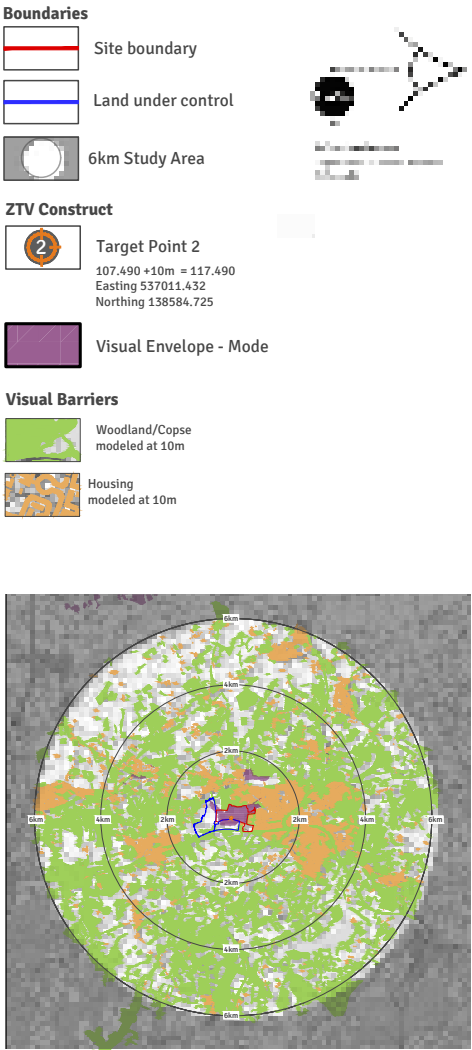 Boundaries
Site boundary
Land under control
6km Study Area
ZTV Construct
2
Target Point 2
107.490 +10m = 117.490
Easting 537011.432
Northing 138584.725
Visual Envelope - Mode
Visual Barriers
Woodland/Copse
modeled at 10m
Housing
modeled at 10m
6km
4km
2km
6km 4km 2km 2km 4km 6km
2km
4km
6km